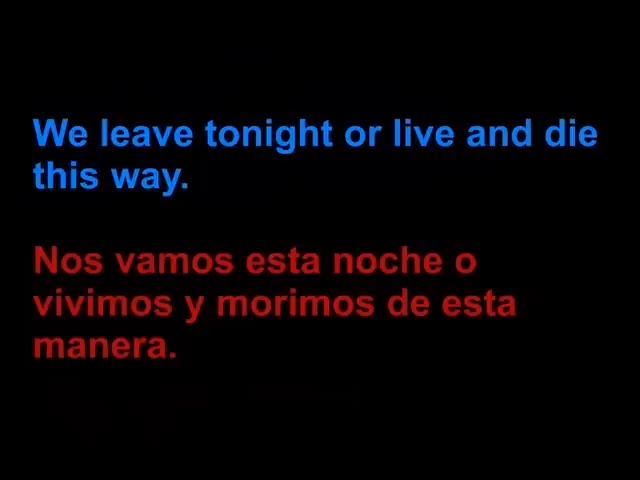 We leave tonight or live and die
this way.
Nos vamos esta noche o
vivimos y morimos de esta
manera.